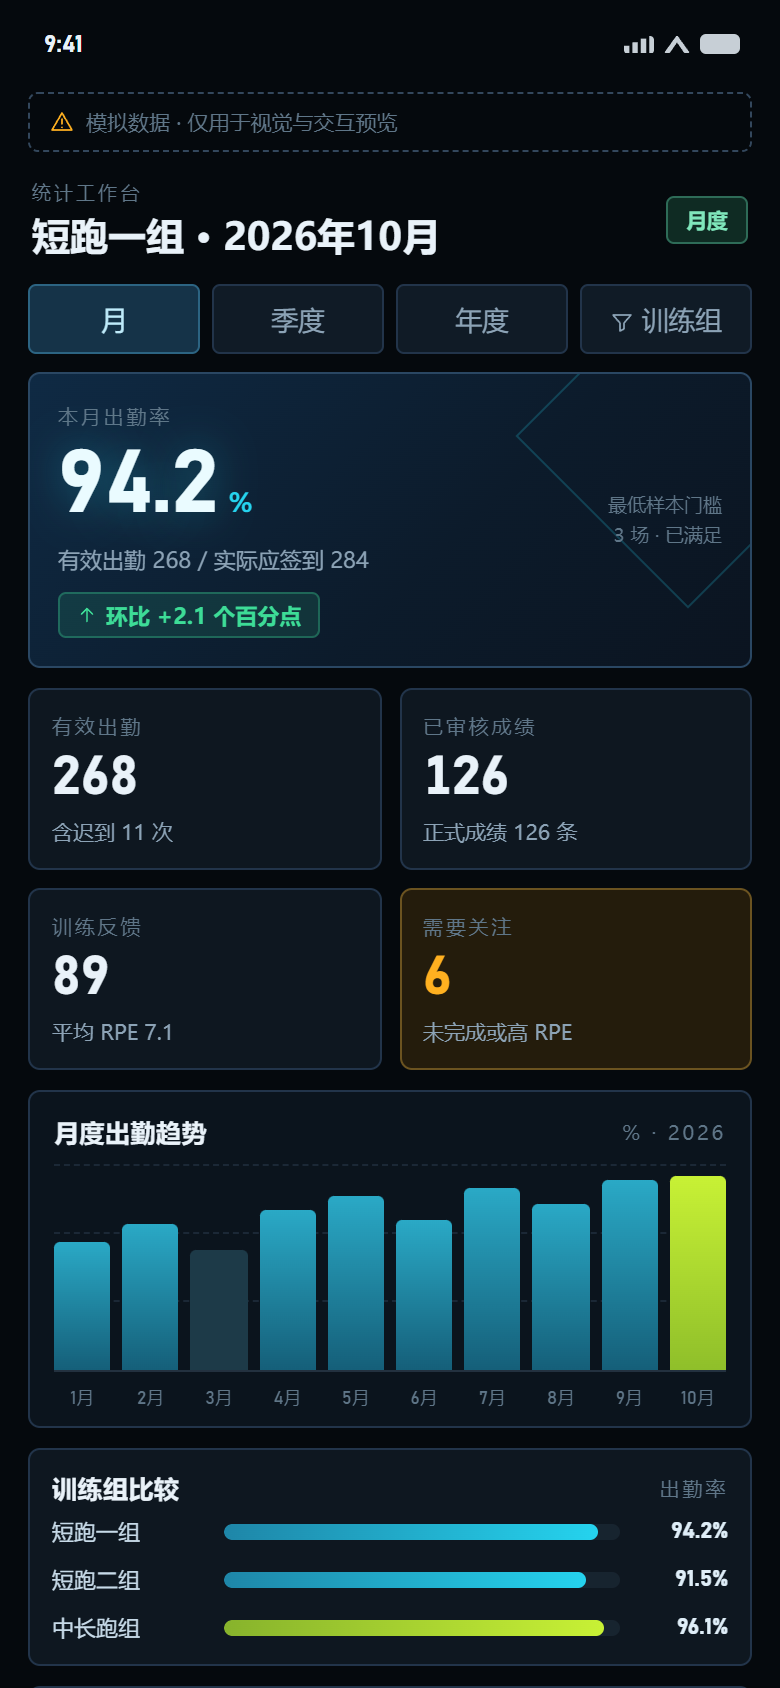 9:41
模拟数据 · 仅用于视觉与交互预览
统计工作台
短跑一组 • 2026年10月
月度
月
季度
年度
训练组
本月出勤率
94.2 %
最低样本门槛
3 场 · 已满足
有效出勤 268 / 实际应签到 284
↑ 环比 +2.1 个百分点
有效出勤
268
含迟到 11 次
已审核成绩
126
正式成绩 126 条
训练反馈
89
平均 RPE 7.1
需要关注
6
未完成或高 RPE
月度出勤趋势
% · 2026
1月 2月 3月 4月 5月 6月 7月 8月 9月 10月
训练组比较
出勤率
短跑一组 94.2%
短跑二组 91.5%
中长跑组 96.1%